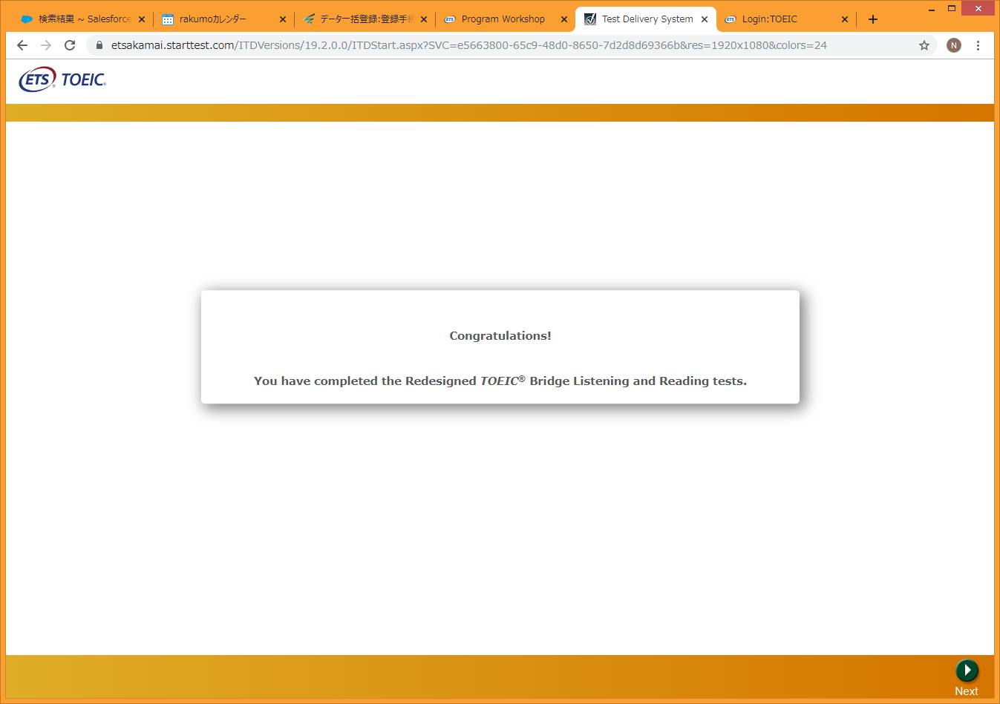 検索結果 ~ Salesforce
rakumoカレンダー
データ一括登録:登録手続
Program Workshop
Test Delivery System
Login:TOEIC
etsakamai.starttest.com/ITDVersions/19.2.0.0/ITDStart.aspx?SVC=e5663800-65c9-48d0-8650-7d2d8d69366b&res=1920x1080&colors=24
N
ETS® TOEIC®
Congratulations!
You have completed the Redesigned TOEIC® Bridge Listening and Reading tests.
Next